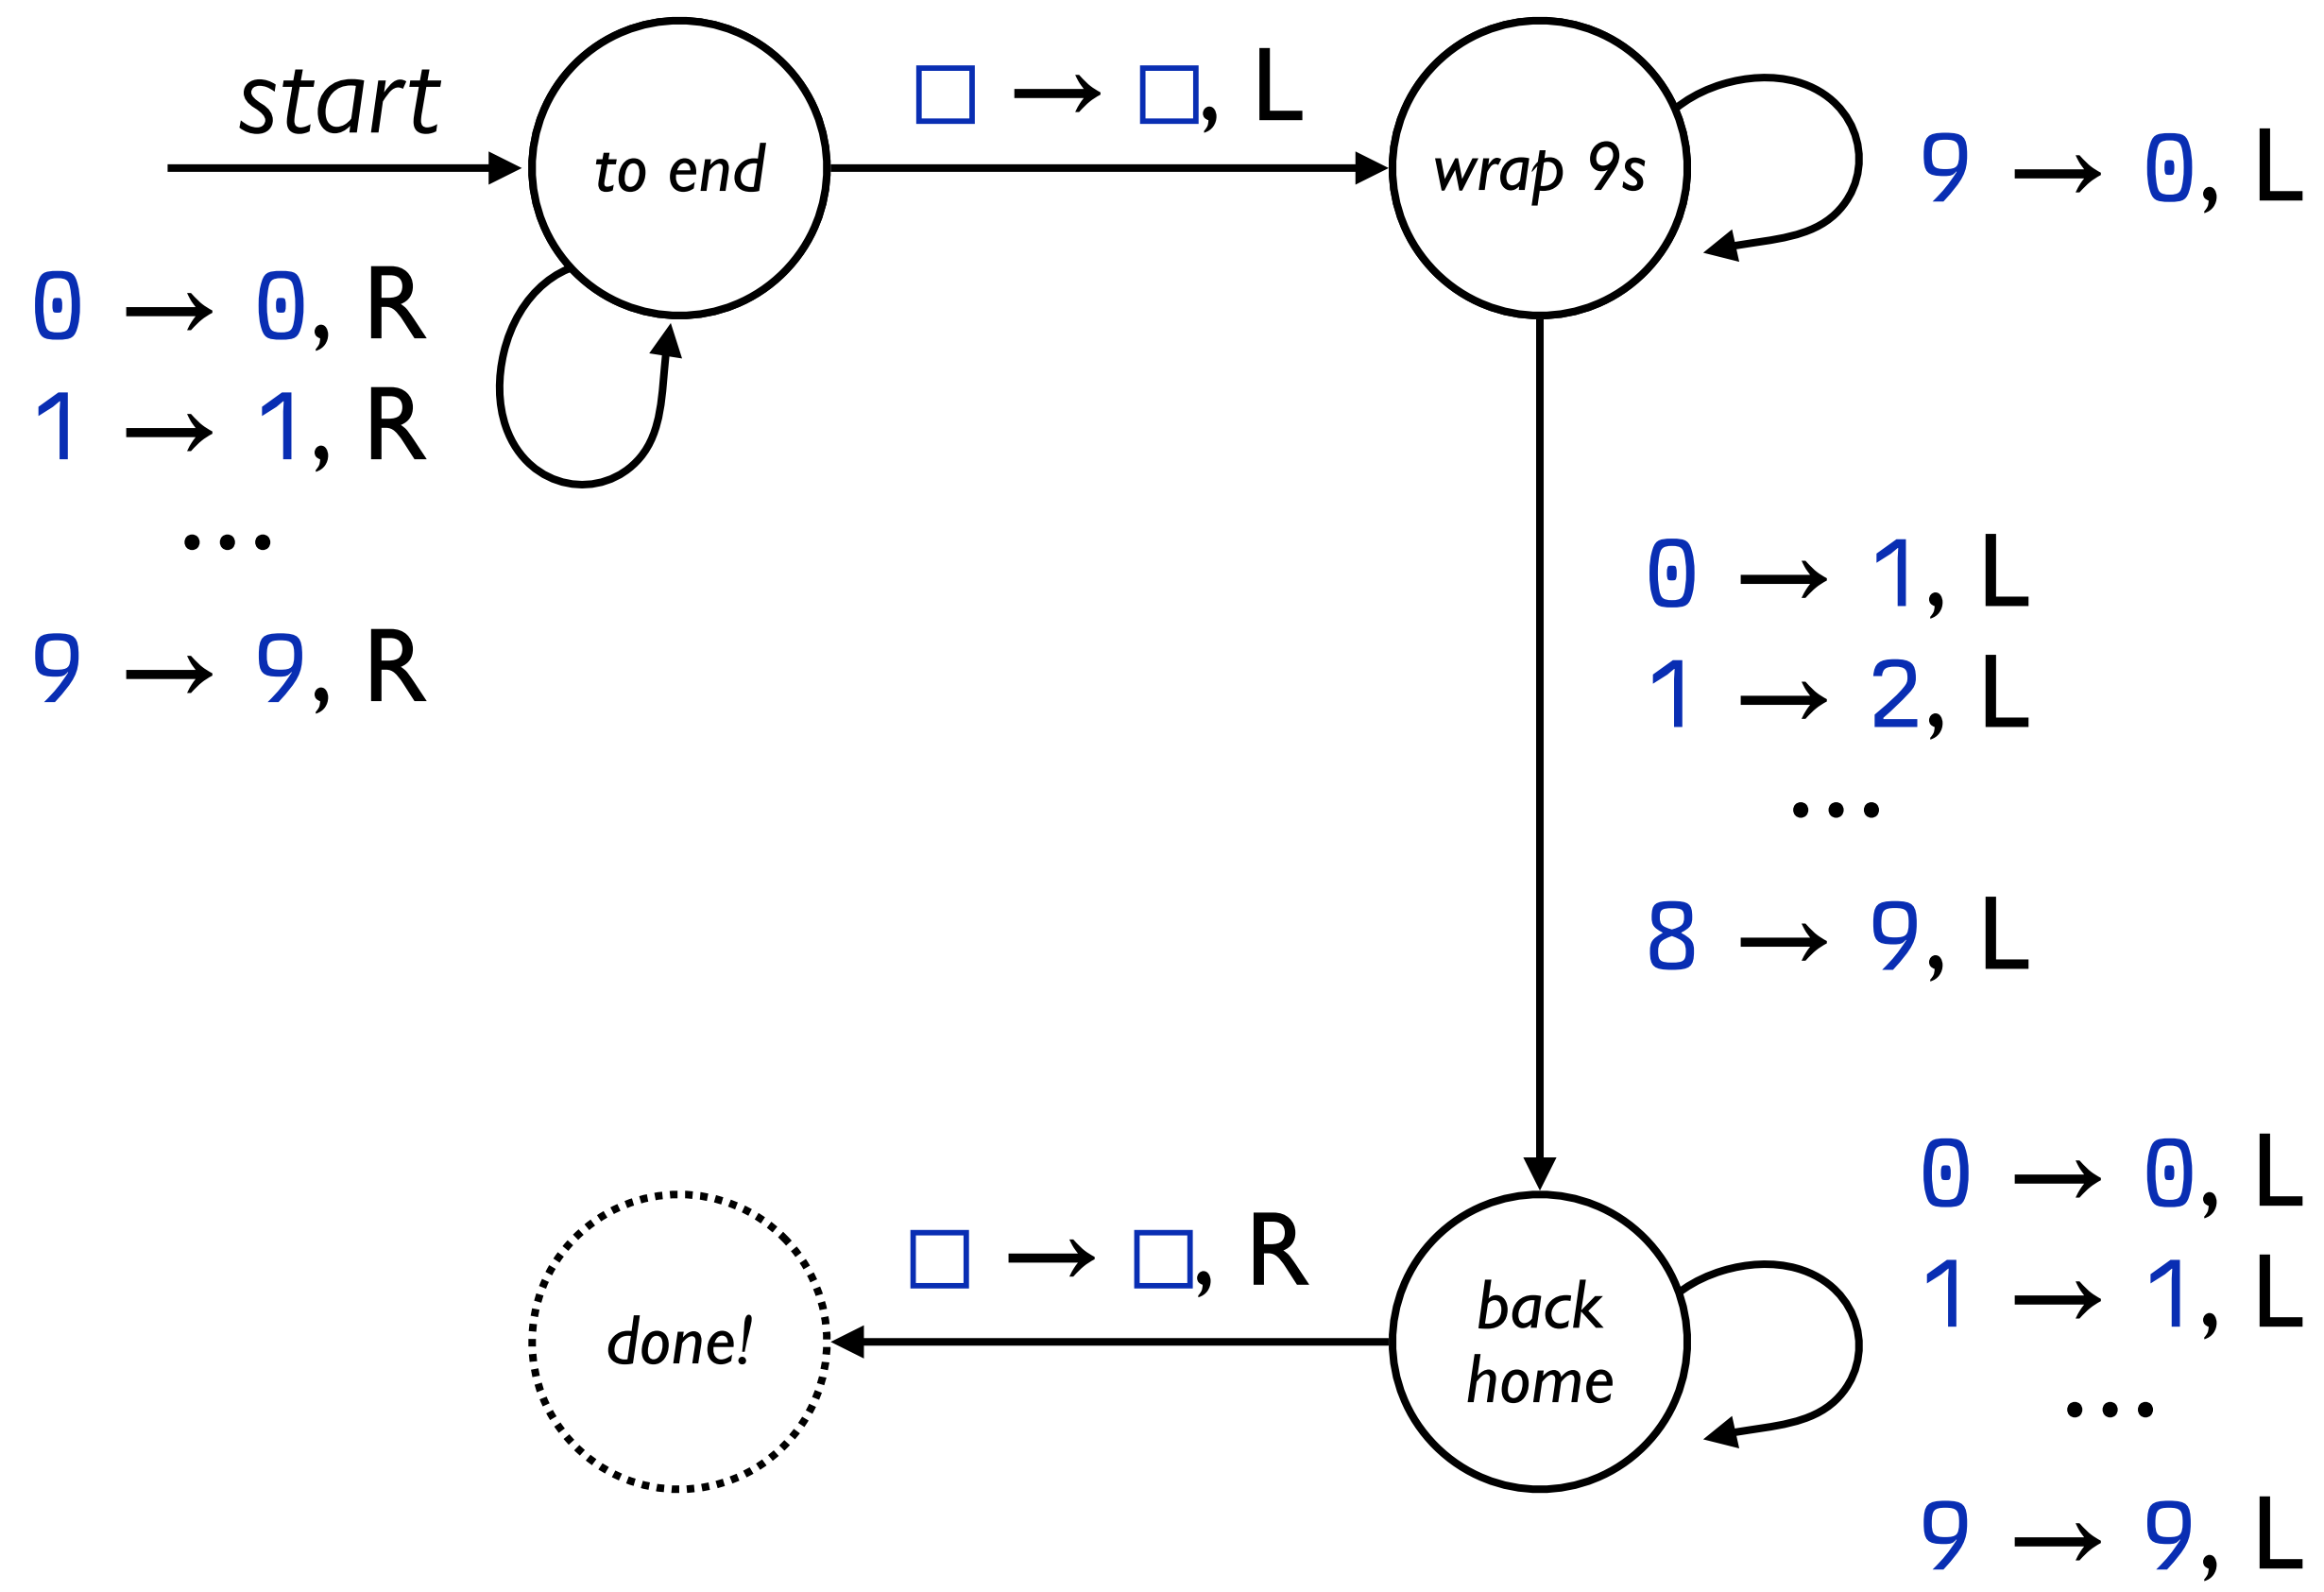 start
to end
□ → □, L
wrap 9s
9 → 0, L
0 → 0, R
1 → 1, R
...
9 → 9, R
0 → 1, L
1 → 2, L
...
8 → 9, L
done!
□ → □, R
back
home
0 → 0, L
1 → 1, L
...
9 → 9, L